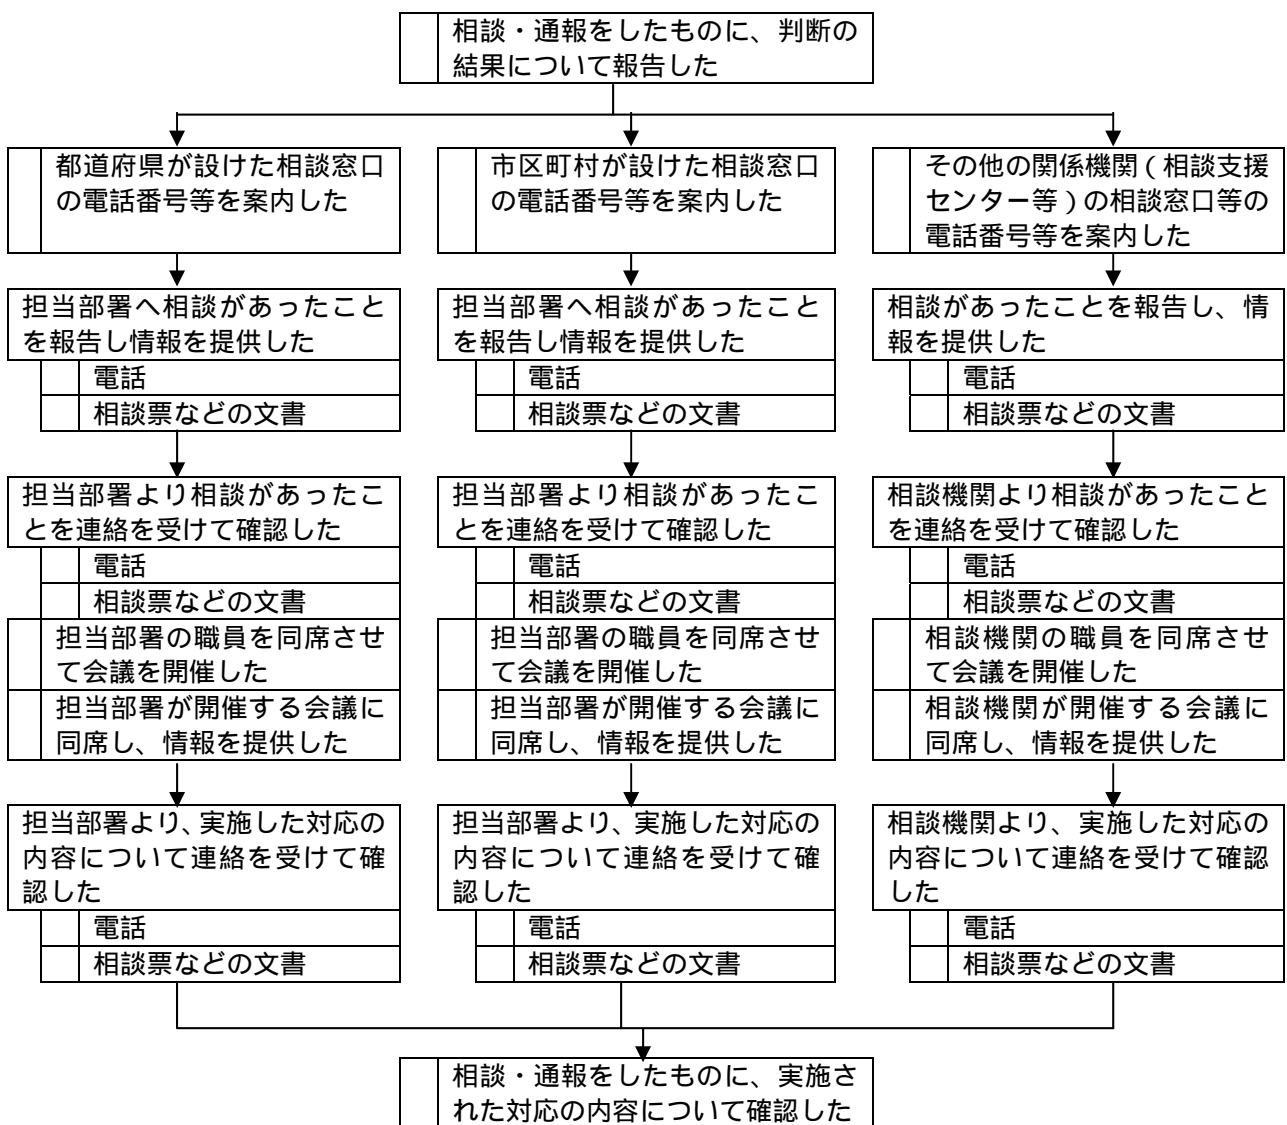 相談・通報をしたものに、判断の
結果について報告した
都道府県が設けた相談窓口
の電話番号等を案内した
市区町村が設けた相談窓口
の電話番号等を案内した
その他の関係機関(相談支援
センター等)の相談窓口等の
電話番号等を案内した
担当部署へ相談があったこと
を報告し情報を提供した
電話
相談票などの文書
担当部署へ相談があったこと
を報告し情報を提供した
電話
相談票などの文書
相談があったことを報告し、情
報を提供した
電話
相談票などの文書
担当部署より相談があったこ
とを連絡を受けて確認した
電話
相談票などの文書
担当部署の職員を同席させ
て会議を開催した
担当部署が開催する会議に
同席し、情報を提供した
担当部署より相談があったこ
とを連絡を受けて確認した
電話
相談票などの文書
担当部署の職員を同席させ
て会議を開催した
担当部署が開催する会議に
同席し、情報を提供した
相談機関より相談があったこと
を連絡を受けて確認した
電話
相談票などの文書
相談機関の職員を同席させ
て会議を開催した
相談機関が開催する会議に
同席し、情報を提供した
担当部署より、実施した対応の
内容について連絡を受けて確
認した
電話
相談票などの文書
担当部署より、実施した対応の
内容について連絡を受けて確
認した
電話
相談票などの文書
相談機関より、実施した対応の
内容について連絡を受けて確認
した
電話
相談票などの文書
相談・通報をしたものに、実施さ
れた対応の内容について確認した